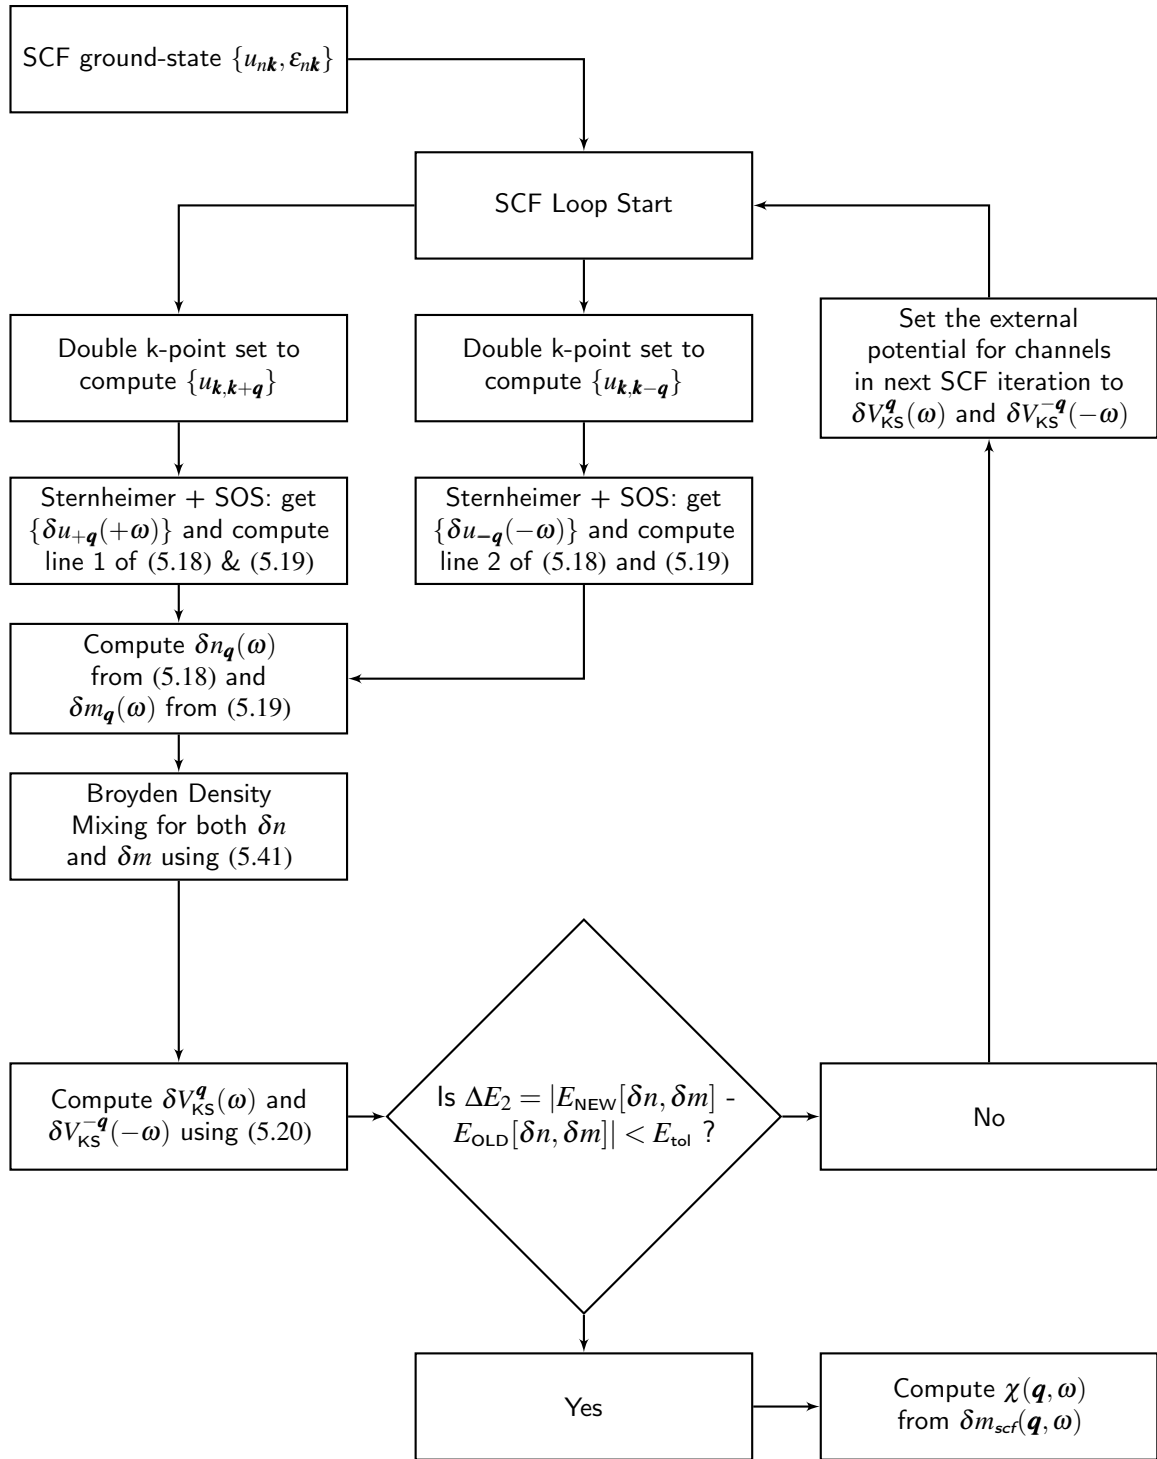 SCF ground-state {u_{n𝒌}, ε_{n𝒌}}
SCF Loop Start
Double k-point set to
compute {u_{𝒌,𝒌+𝒒}}
Double k-point set to
compute {u_{𝒌,𝒌−𝒒}}
Set the external
potential for channels
in next SCF iteration to
δV_{KS}^{𝒒}(ω) and δV_{KS}^{−𝒒}(−ω)
Sternheimer + SOS: get
{δu_{+𝒒}(+ω)} and compute
line 1 of (5.18) & (5.19)
Sternheimer + SOS: get
{δu_{−𝒒}(−ω)} and compute
line 2 of (5.18) and (5.19)
Compute δn_{𝒒}(ω)
from (5.18) and
δm_{𝒒}(ω) from (5.19)
Broyden Density
Mixing for both δn
and δm using (5.41)
Compute δV_{KS}^{𝒒}(ω) and
δV_{KS}^{−𝒒}(−ω) using (5.20)
Is ΔE_2 = |E_{NEW}[δn, δm] -
E_{OLD}[δn, δm]| < E_{tol} ?
No
Yes
Compute χ(𝒒, ω)
from δm_{scf}(𝒒, ω)